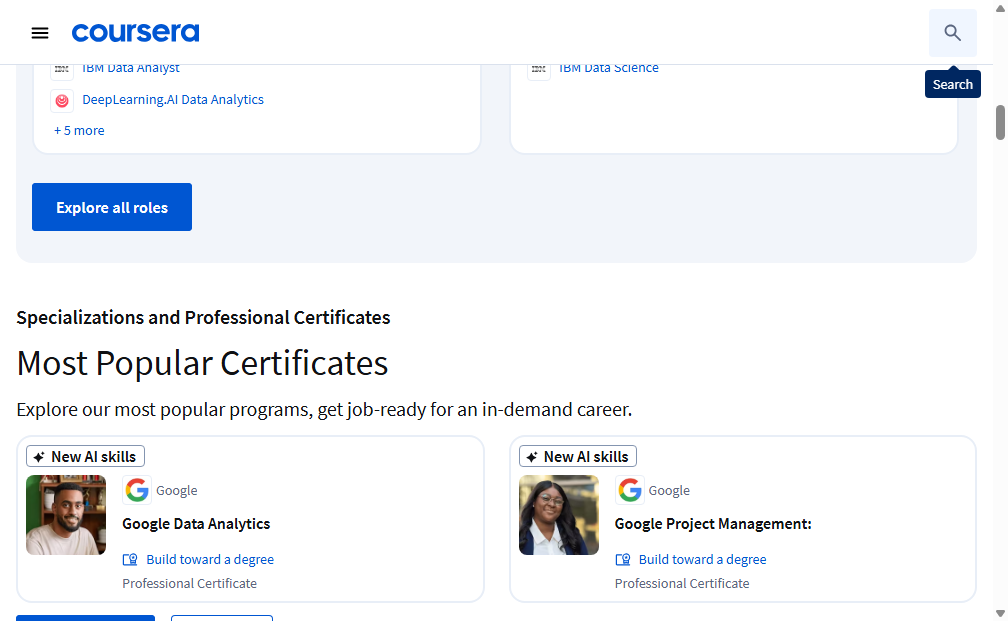 coursera
Search
IBM Data Analyst
DeepLearning.AI Data Analytics
+ 5 more
IBM Data Science
Explore all roles
Specializations and Professional Certificates
Most Popular Certificates
Explore our most popular programs, get job-ready for an in-demand career.
New AI skills
Google
Google Data Analytics
Build toward a degree
Professional Certificate
New AI skills
Google
Google Project Management:
Build toward a degree
Professional Certificate